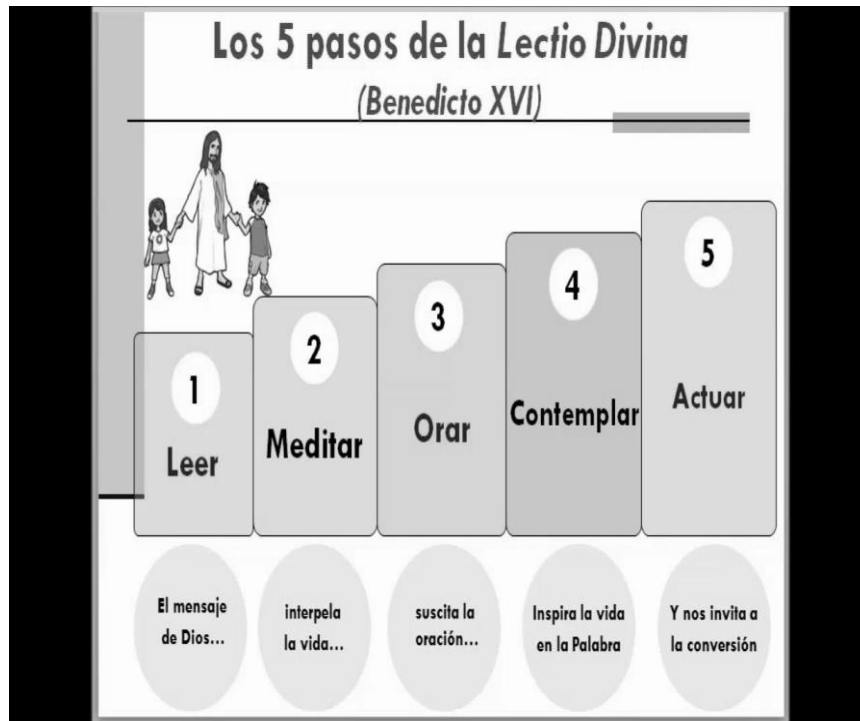 Los 5 pasos de la Lectio Divina
(Benedicto XVI)
1
Leer
2
Meditar
3
Orar
4
Contemplar
5
Actuar
El mensaje
de Dios...
interpela
la vida...
suscita la
oración...
Inspira la vida
en la Palabra
Y nos invita a
la conversión